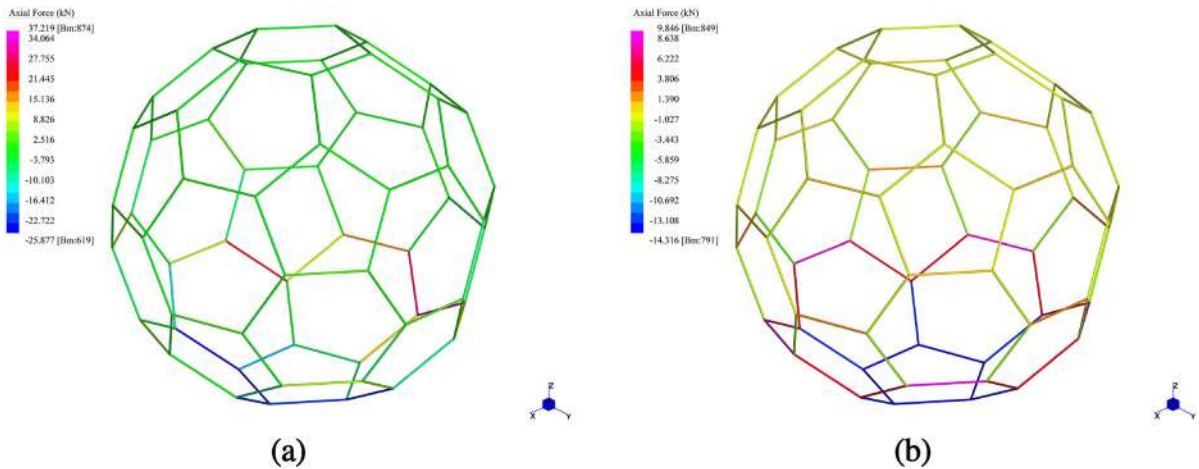 Axial Force (kN)
37.219 [Bm:874]
34.064
27.755
21.445
15.136
8.826
2.516
-3.795
-10.103
-16.412
-22.722
-25.877 [Bm:619]
Z
X Y
(a)
Axial Force (kN)
9.846 [Bm:849]
8.638
6.222
3.806
1.390
-1.027
-3.443
-5.859
-8.275
-10.692
-13.108
-14.316 [Bm:791]
Z
X Y
(b)